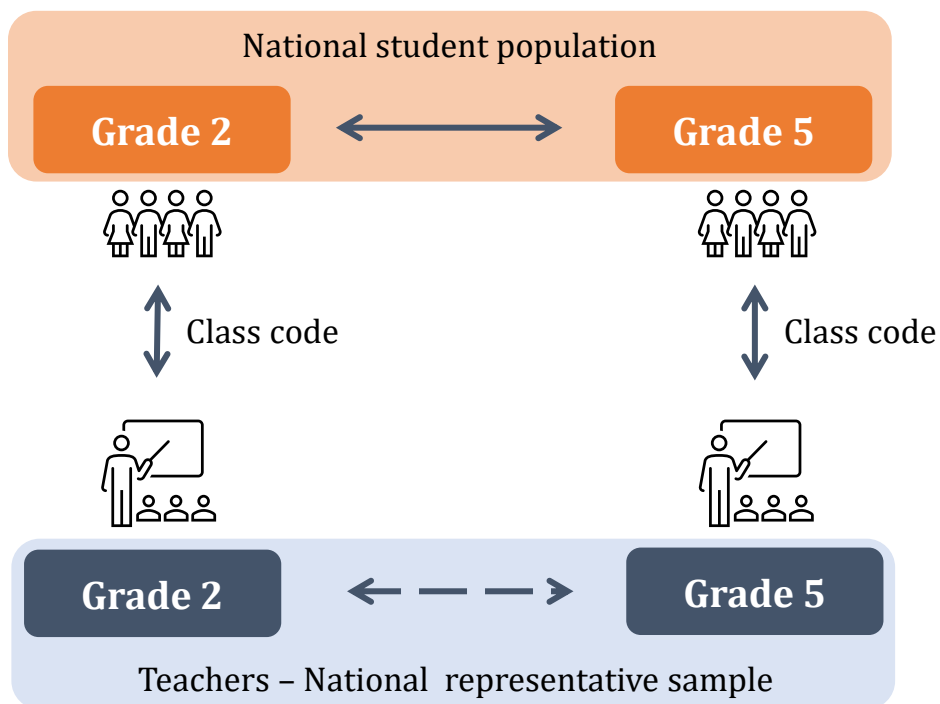 National student population
Grade 2
Grade 5
Class code
Class code
Grade 2
Grade 5
Teachers – National representative sample